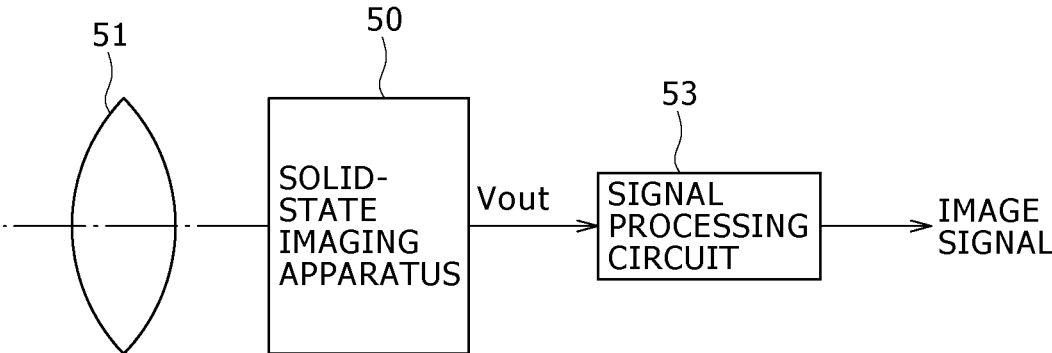 51
50
53
SOLID-
STATE
IMAGING
APPARATUS
Vout
SIGNAL
PROCESSING
CIRCUIT
IMAGE
SIGNAL